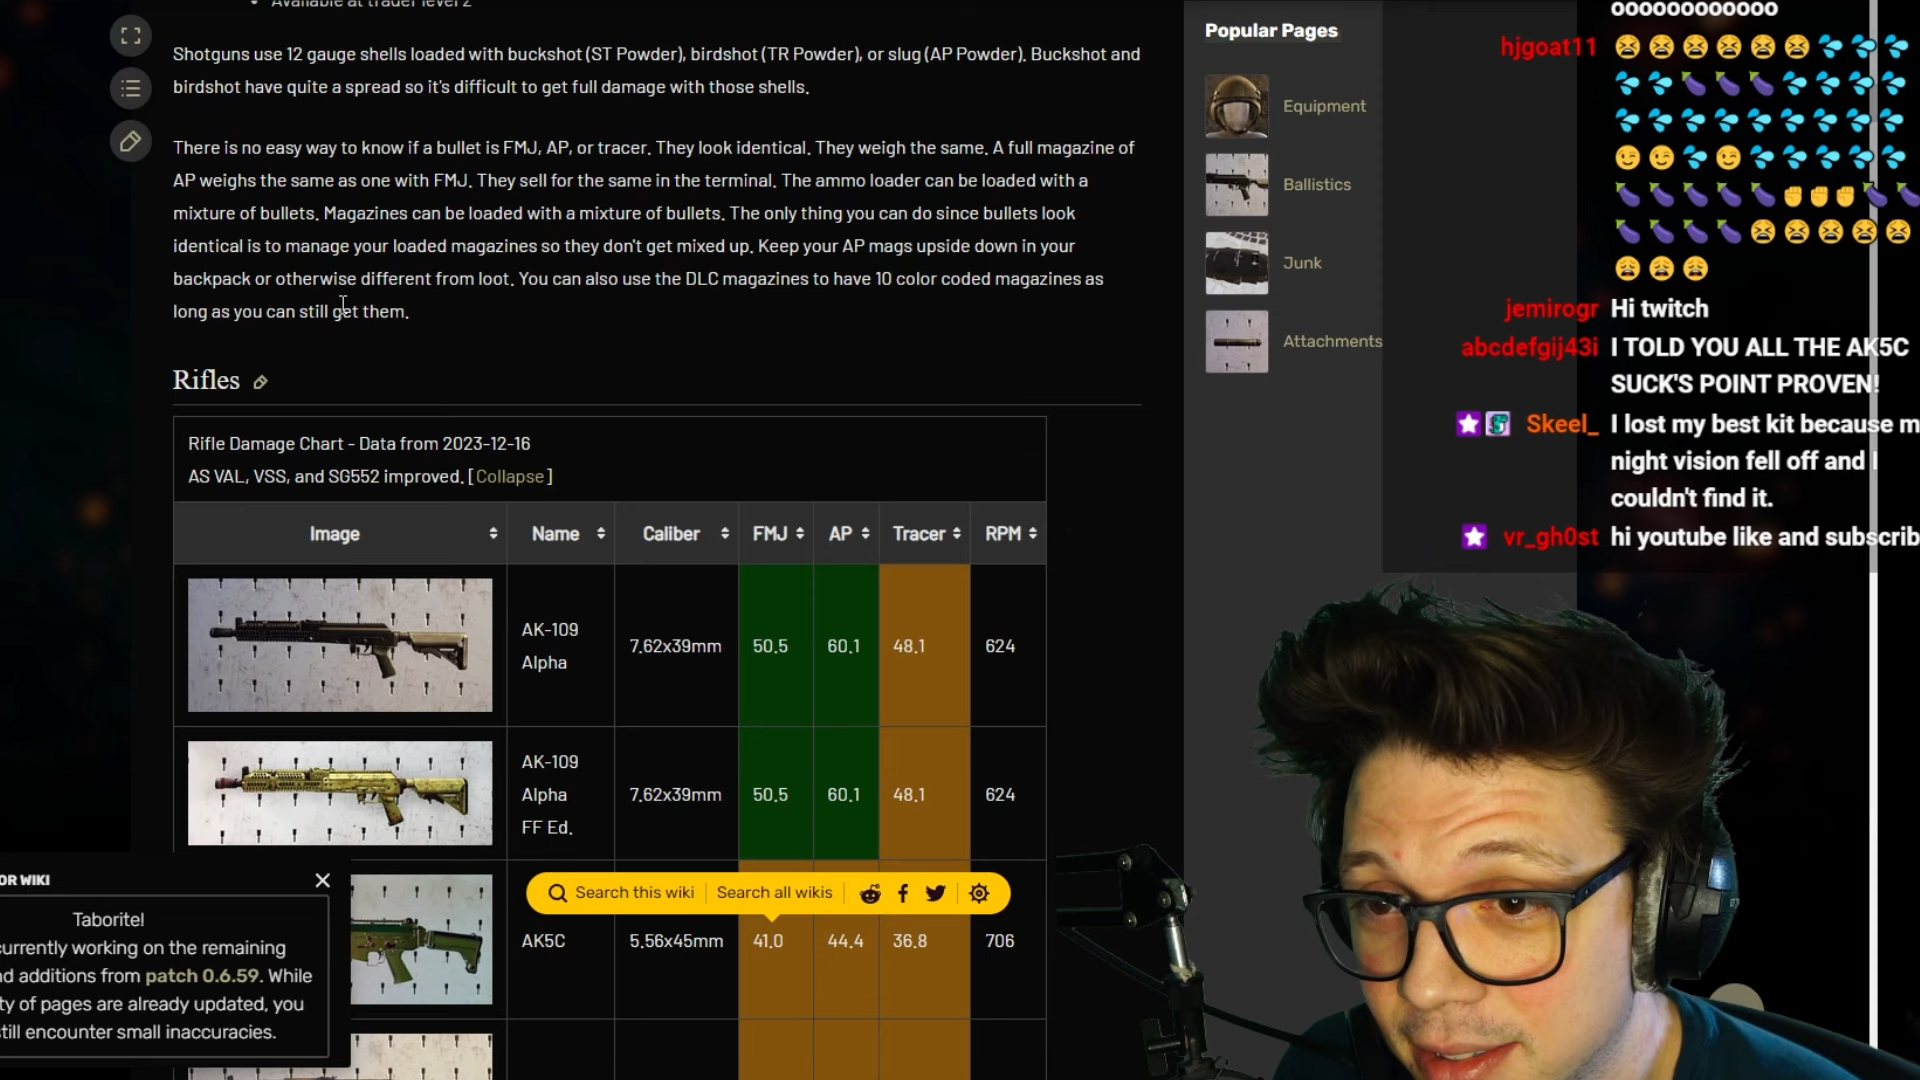 Available at trader level 2
Shotguns use 12 gauge shells loaded with buckshot (ST Powder), birdshot (TR Powder), or slug (AP Powder). Buckshot and
birdshot have quite a spread so it's difficult to get full damage with those shells.
There is no easy way to know if a bullet is FMJ, AP, or tracer. They look identical. They weigh the same. A full magazine of
AP weighs the same as one with FMJ. They sell for the same in the terminal. The ammo loader can be loaded with a
mixture of bullets. Magazines can be loaded with a mixture of bullets. The only thing you can do since bullets look
identical is to manage your loaded magazines so they don't get mixed up. Keep your AP mags upside down in your
backpack or otherwise different from loot. You can also use the DLC magazines to have 10 color coded magazines as
long as you can still get them.
Rifles
Rifle Damage Chart - Data from 2023-12-16
AS VAL, VSS, and SG552 improved. [Collapse]
Image Name Caliber FMJ AP Tracer RPM
AK-109
Alpha
7.62x39mm 50.5 60.1 48.1 624
AK-109
Alpha
FF Ed.
7.62x39mm 50.5 60.1 48.1 624
AK5C 5.56x45mm 41.0 44.4 36.8 706
Search this wiki Search all wikis
OR WIKI
Taborite!
currently working on the remaining
nd additions from patch 0.6.59. While
ty of pages are already updated, you
still encounter small inaccuracies.
Popular Pages
Equipment
Ballistics
Junk
Attachments
oooooooooooo
hjgoat11 😫😫😫😫😫😫💦💦💦
💦💦🍆🍆🍆💦💦💦💦
💦💦💦💦💦💦💦💦💦
😉😉💦😉💦💦💦💦💦
🍆🍆🍆🍆🍆✊✊✊🍆🍆
🍆🍆🍆🍆😫😫😫😫😫
😩😩😩
jemirogr Hi twitch
abcdefgij43i I TOLD YOU ALL THE AK5C
SUCK'S POINT PROVEN!
Skeel_ I lost my best kit because m
night vision fell off and I
couldn't find it.
vr_gh0st hi youtube like and subscrib